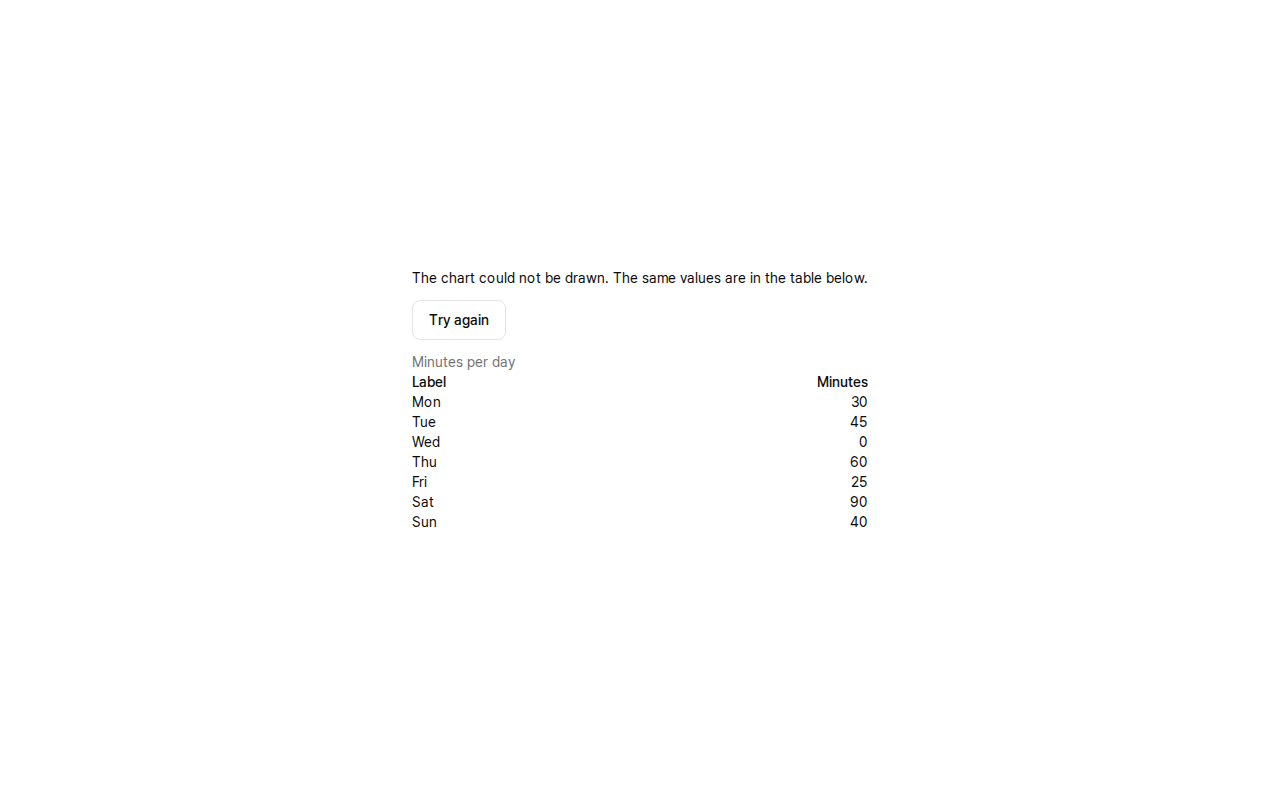 The chart could not be drawn. The same values are in the table below.
Try again
Minutes per day
Label Minutes
Mon 30
Tue 45
Wed 0
Thu 60
Fri 25
Sat 90
Sun 40